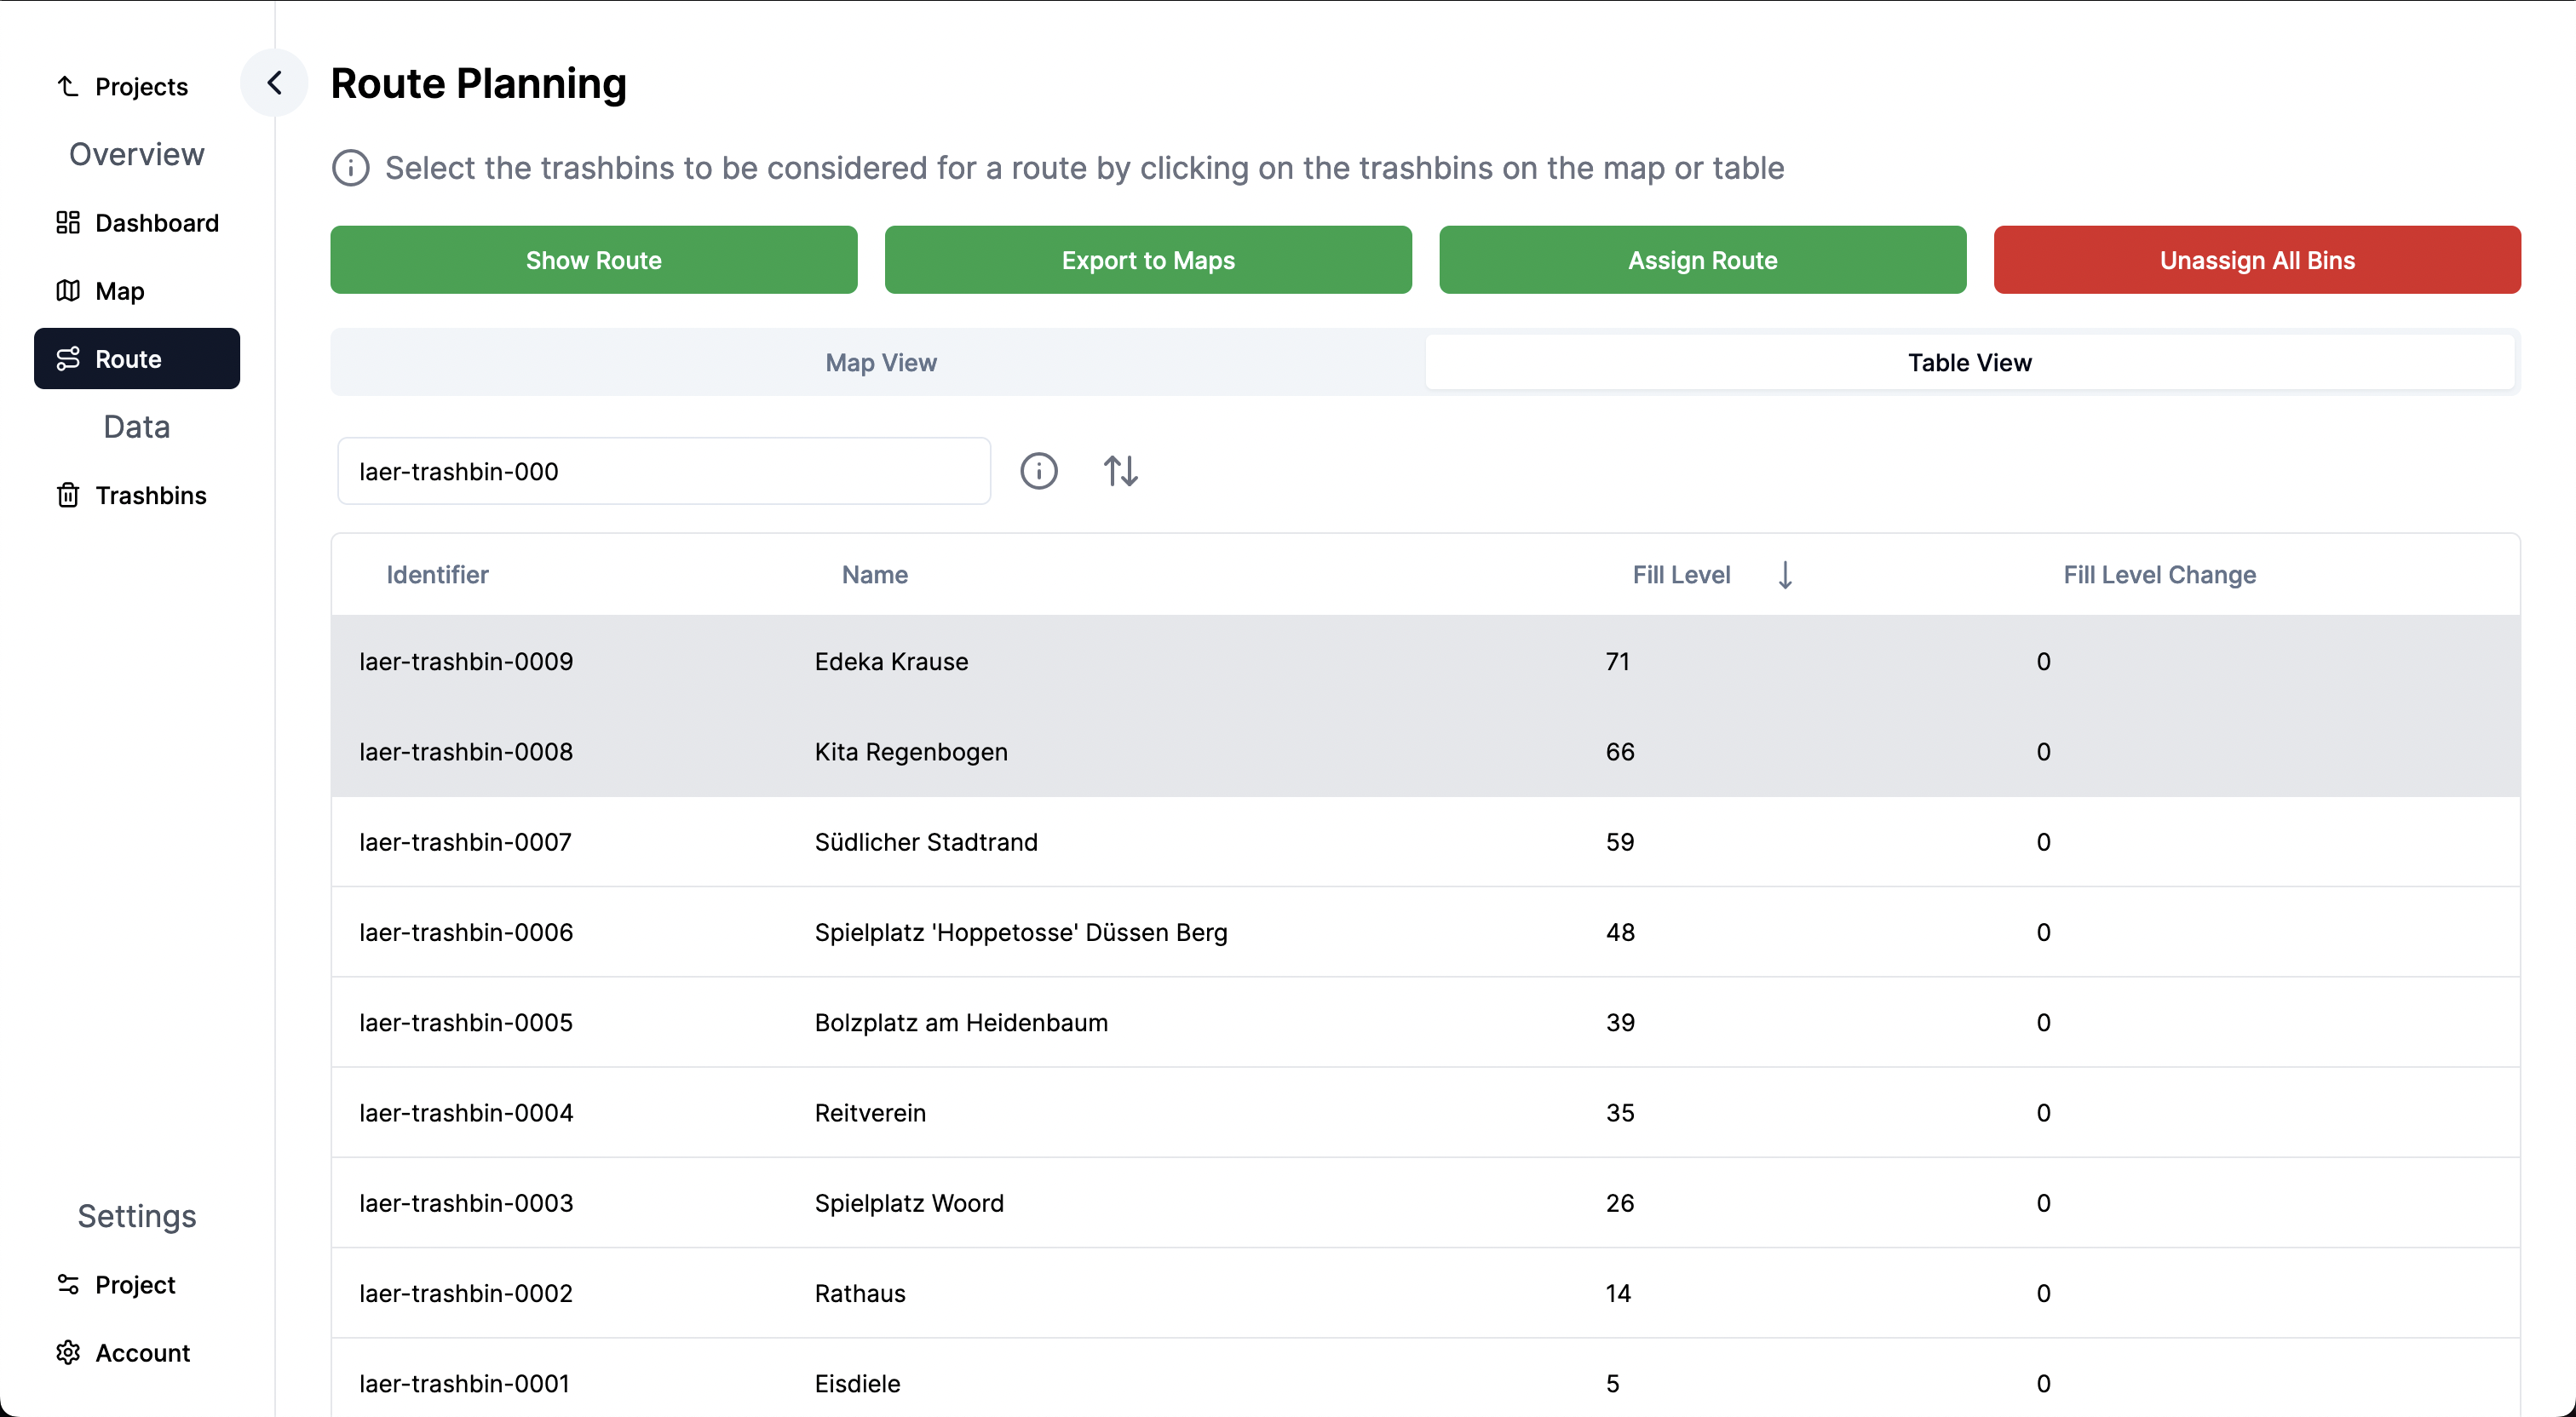 Projects
Overview
Dashboard
Map
Route
Data
Trashbins
Settings
Project
Account
Route Planning
Select the trashbins to be considered for a route by clicking on the trashbins on the map or table
Show Route Export to Maps Assign Route Unassign All Bins
Map View Table View
laer-trashbin-000
Identifier Name Fill Level Fill Level Change
laer-trashbin-0009 Edeka Krause 71 0
laer-trashbin-0008 Kita Regenbogen 66 0
laer-trashbin-0007 Südlicher Stadtrand 59 0
laer-trashbin-0006 Spielplatz 'Hoppetosse' Düssen Berg 48 0
laer-trashbin-0005 Bolzplatz am Heidenbaum 39 0
laer-trashbin-0004 Reitverein 35 0
laer-trashbin-0003 Spielplatz Woord 26 0
laer-trashbin-0002 Rathaus 14 0
laer-trashbin-0001 Eisdiele 5 0